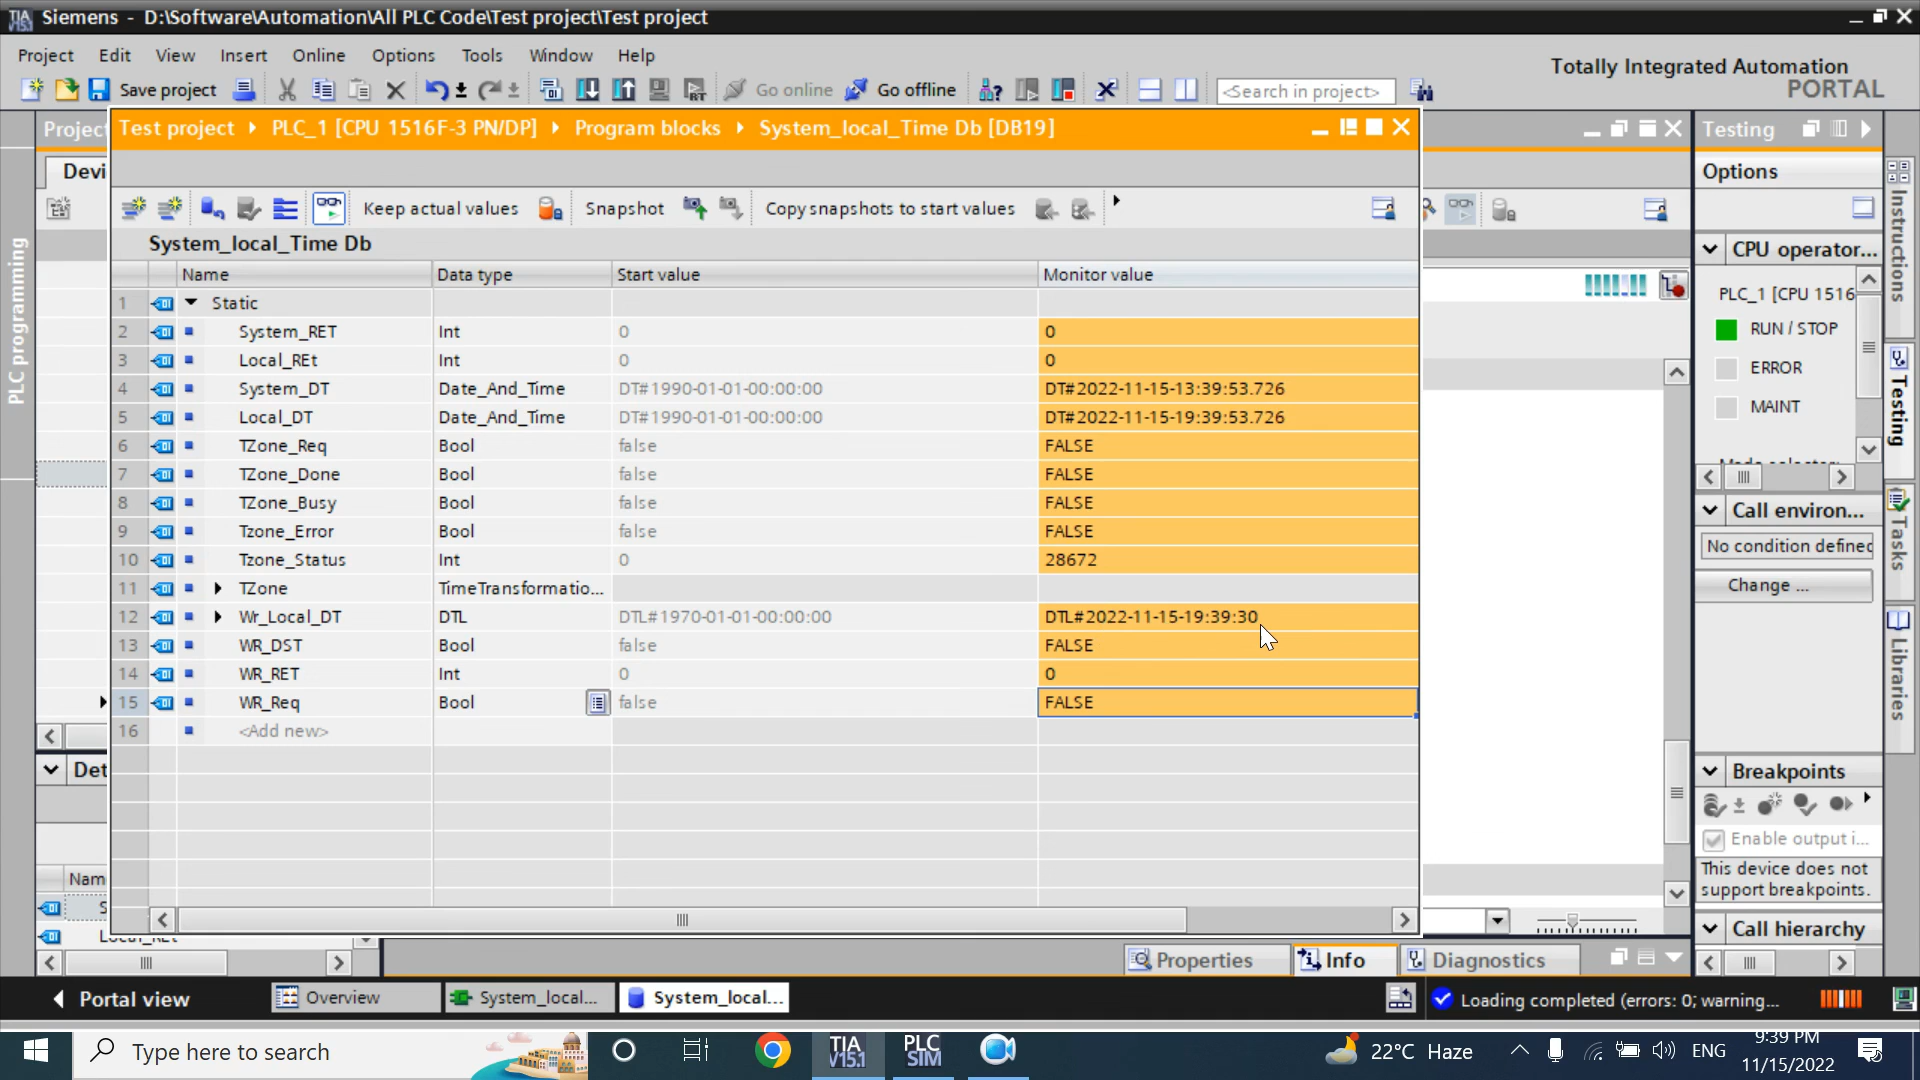 Siemens - D:\Software\Automation\All PLC Code\Test project\Test project
Project Edit View Insert Online Options Tools Window Help
Totally Integrated Automation
PORTAL
Save project
Go online
Go offline
<Search in project>
Test project PLC_1 [CPU 1516F-3 PN/DP] Program blocks System_local_Time Db [DB19]
Testing
Devi
Options
Keep actual values Snapshot Copy snapshots to start values
System_local_Time Db
Name Data type Start value Monitor value
1 Static
2 System_RET Int 0 0
3 Local_REt Int 0 0
4 System_DT Date_And_Time DT#1990-01-01-00:00:00 DT#2022-11-15-13:39:53.726
5 Local_DT Date_And_Time DT#1990-01-01-00:00:00 DT#2022-11-15-19:39:53.726
6 TZone_Req Bool false FALSE
7 TZone_Done Bool false FALSE
8 TZone_Busy Bool false FALSE
9 Tzone_Error Bool false FALSE
10 Tzone_Status Int 0 28672
11 TZone TimeTransformatio...
12 Wr_Local_DT DTL DTL#1970-01-01-00:00:00 DTL#2022-11-15-19:39:30
13 WR_DST Bool false FALSE
14 WR_RET Int 0 0
15 WR_Req Bool false FALSE
16 <Add new>
PLC programming
CPU operator...
PLC_1 [CPU 1516
RUN / STOP
ERROR
MAINT
Call environ...
No condition defined
Change ...
Breakpoints
Enable output i...
This device does not
support breakpoints.
Call hierarchy
Instructions
Testing
Tasks
Libraries
Det
Nam
Local_REt
Properties Info Diagnostics
Portal view Overview System_local... System_local...
Loading completed (errors: 0; warning...
Type here to search
TIA
V15.1
PLC
SIM
22°C Haze
ENG
9:39 PM
11/15/2022